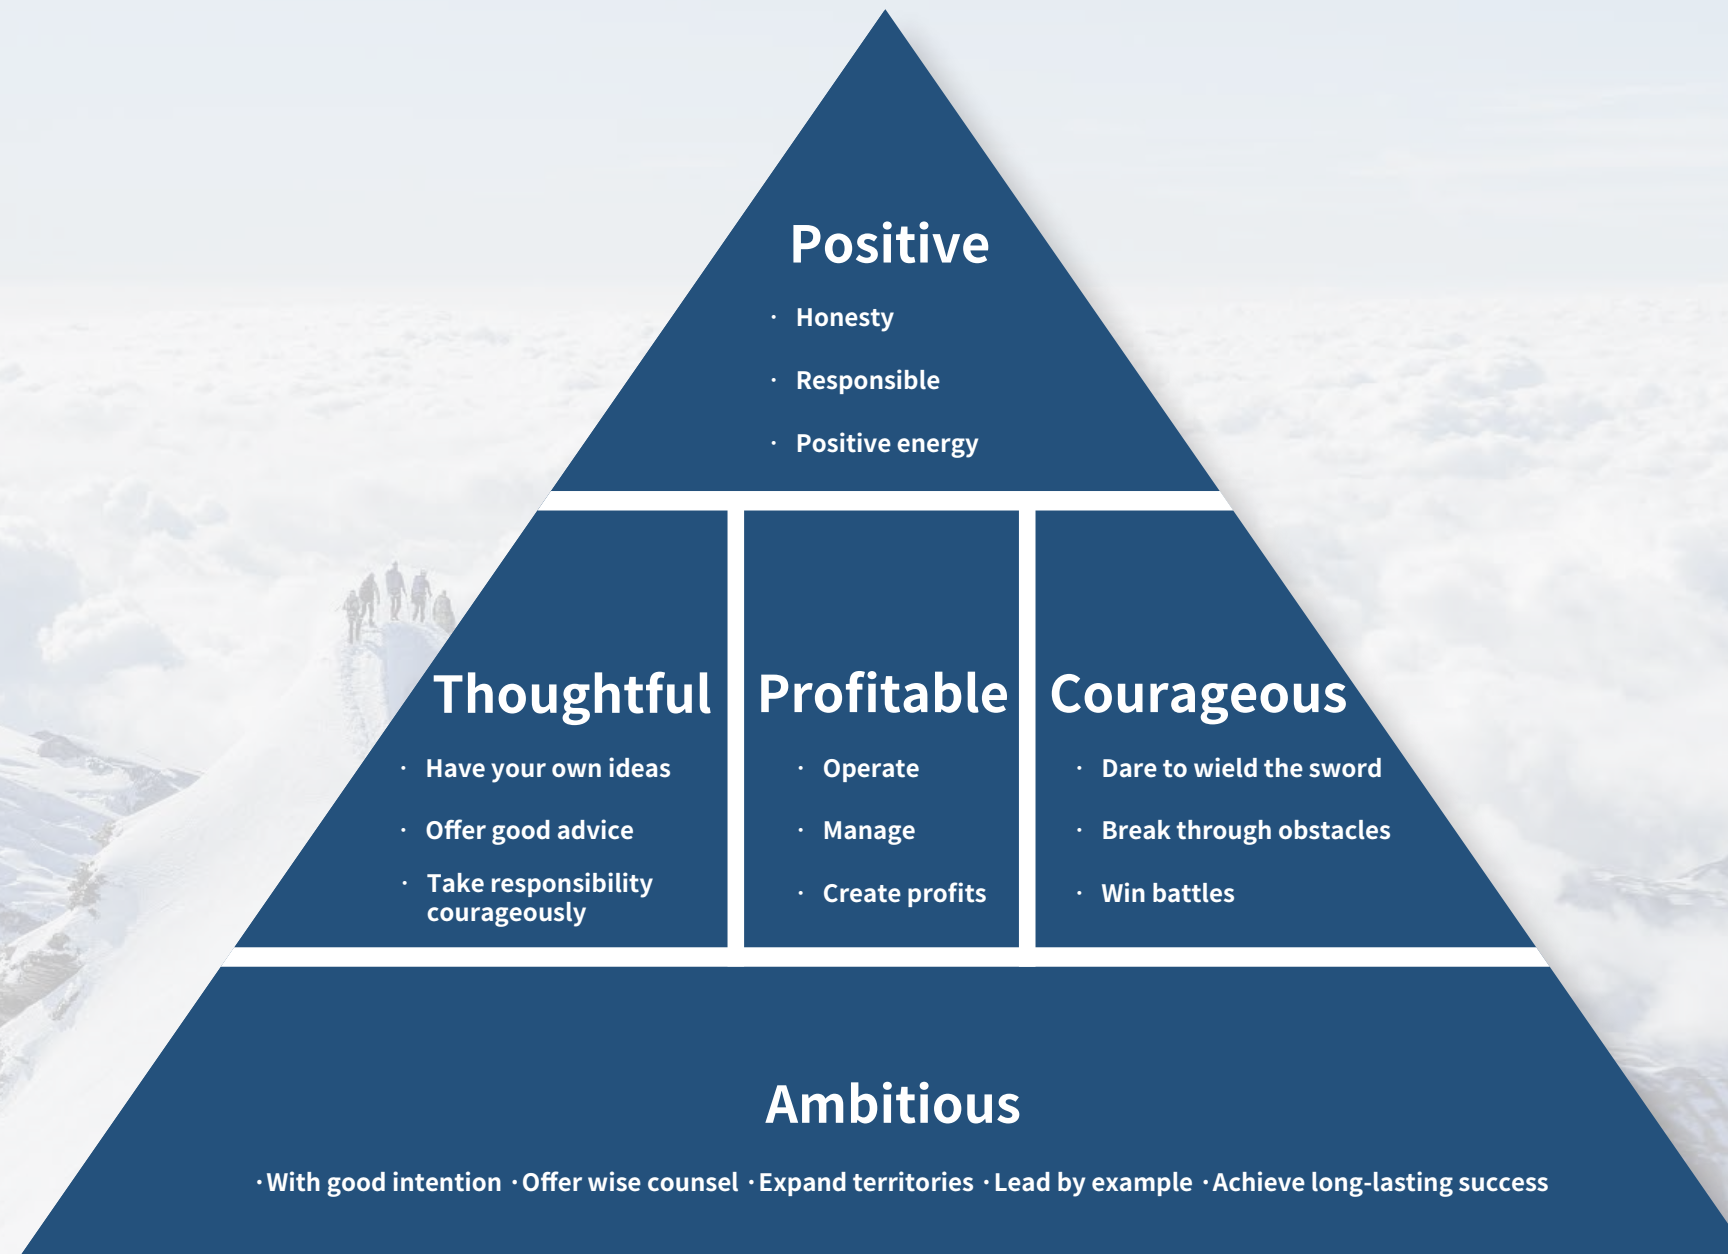 Positive
· Honesty
· Responsible
· Positive energy
Thoughtful
· Have your own ideas
· Offer good advice
· Take responsibility
courageously
Profitable
· Operate
· Manage
· Create profits
Courageous
· Dare to wield the sword
· Break through obstacles
· Win battles
Ambitious
·With good intention ·Offer wise counsel ·Expand territories ·Lead by example ·Achieve long-lasting success